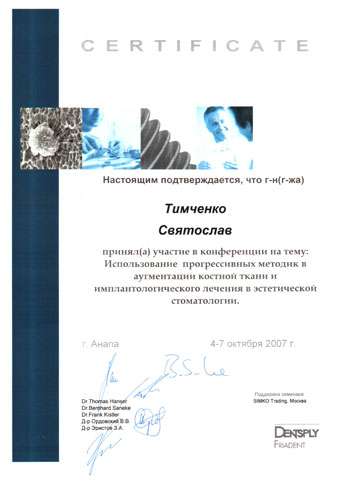 CERTIFICATE
Настоящим подтверждается, что г-н(г-жа)
Тимченко
Святослав
принял(а) участие в конференции на тему:
Использование прогрессивных методик в
аугментации костной ткани и
имплантологического лечения в эстетической
стоматологии.
г. Анапа
4-7 октября 2007 г.
Dr Thomas Hanser
Dr Bernhard Saneke
Dr Frank Kistler
Д-р Ордовский В.В.
Д-р Эристов З.А.
Поддержка семинаров
SIMKO Trading, Москва
DENTSPLY
FRIADENT